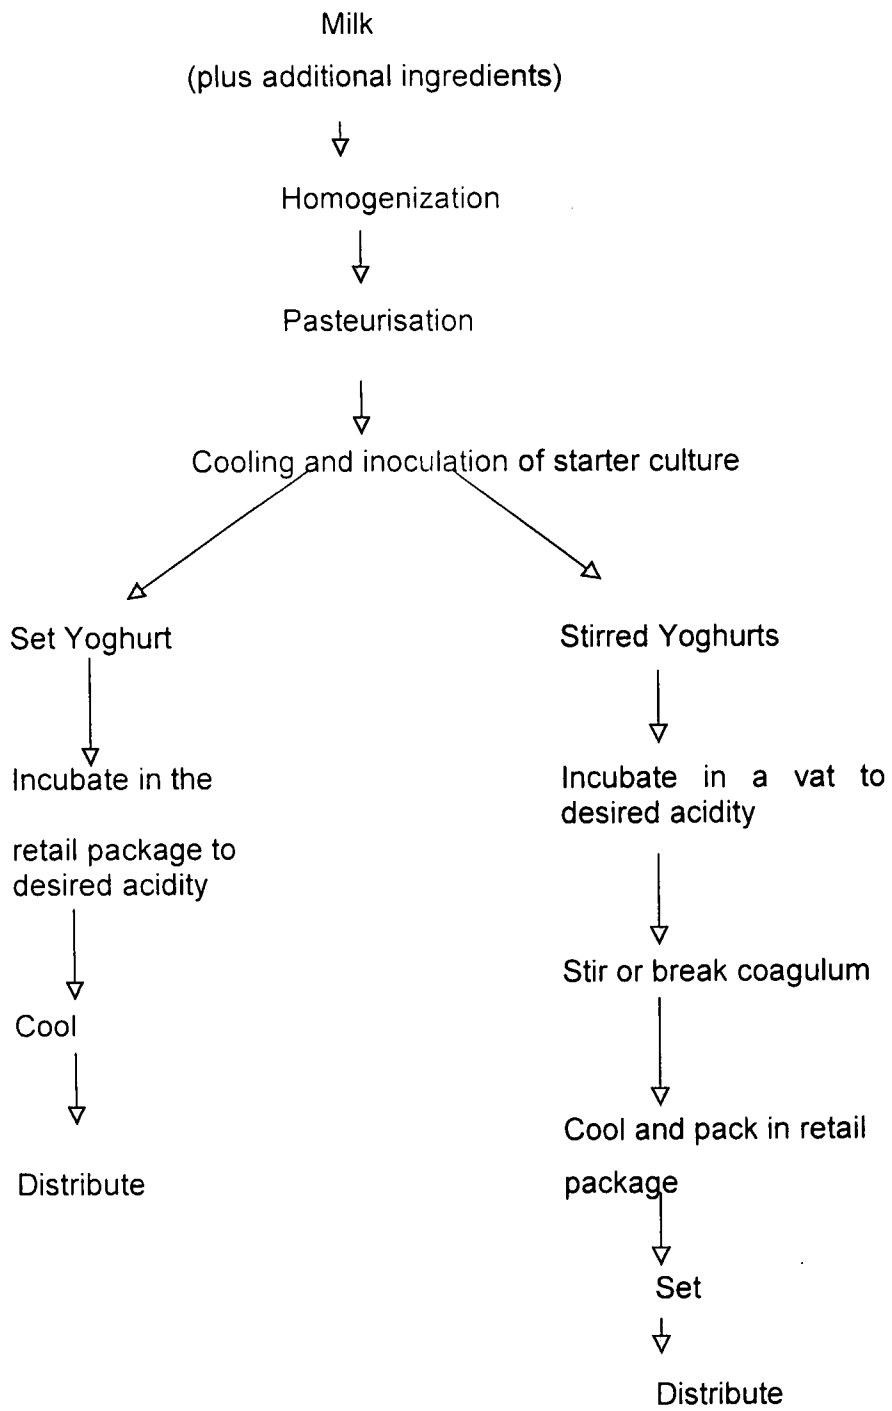 Milk
(plus additional ingredients)
Homogenization
Pasteurisation
Cooling and inoculation of starter culture
Set Yoghurt
Incubate in the
retail package to
desired acidity
Cool
Distribute
Stirred Yoghurts
Incubate in a vat to
desired acidity
Stir or break coagulum
Cool and pack in retail
package
Set
Distribute